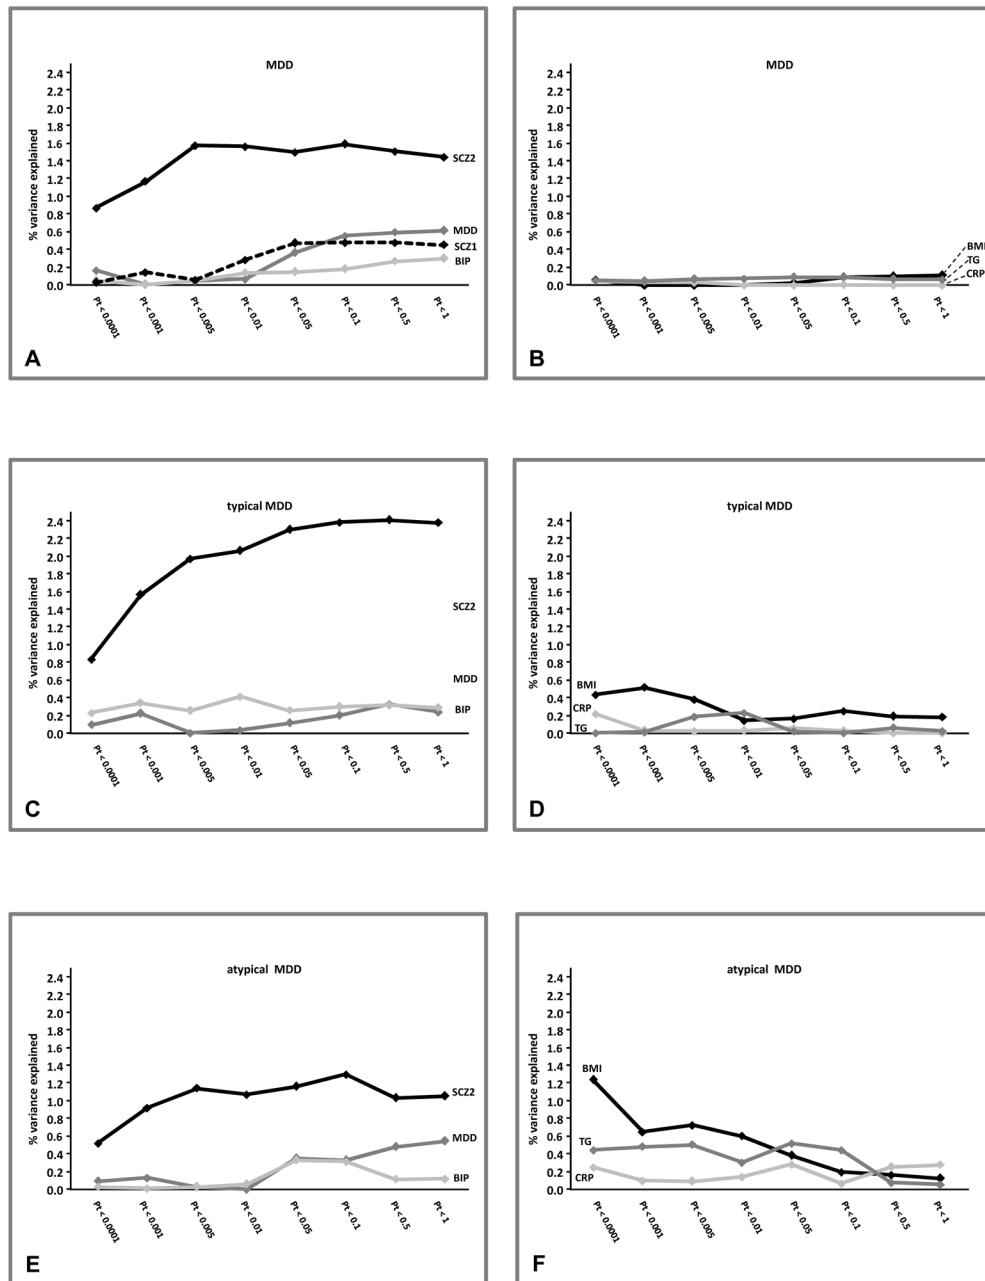 MDD
% variance explained
2.4
2.2
2.0
1.8
1.6
1.4
1.2
1.0
0.8
0.6
0.4
0.2
0.0
SCZ2
MDD
SCZ1
BIP
Pt < 0.0001
Pt < 0.001
Pt < 0.005
Pt < 0.01
Pt < 0.05
Pt < 0.1
Pt < 0.5
Pt < 1
A
MDD
% variance explained
2.4
2.2
2.0
1.8
1.6
1.4
1.2
1.0
0.8
0.6
0.4
0.2
0.0
BMI
TG
CRP
Pt < 0.0001
Pt < 0.001
Pt < 0.005
Pt < 0.01
Pt < 0.05
Pt < 0.1
Pt < 0.5
Pt < 1
B
typical MDD
% variance explained
2.4
2.2
2.0
1.8
1.6
1.4
1.2
1.0
0.8
0.6
0.4
0.2
0.0
SCZ2
MDD
BIP
Pt < 0.0001
Pt < 0.001
Pt < 0.005
Pt < 0.01
Pt < 0.05
Pt < 0.1
Pt < 0.5
Pt < 1
C
typical MDD
% variance explained
2.4
2.2
2.0
1.8
1.6
1.4
1.2
1.0
0.8
0.6
0.4
0.2
0.0
BMI
CRP
TG
Pt < 0.0001
Pt < 0.001
Pt < 0.005
Pt < 0.01
Pt < 0.05
Pt < 0.1
Pt < 0.5
Pt < 1
D
atypical MDD
% variance explained
2.4
2.2
2.0
1.8
1.6
1.4
1.2
1.0
0.8
0.6
0.4
0.2
0.0
SCZ2
MDD
BIP
Pt < 0.0001
Pt < 0.001
Pt < 0.005
Pt < 0.01
Pt < 0.05
Pt < 0.1
Pt < 0.5
Pt < 1
E
atypical MDD
% variance explained
2.4
2.2
2.0
1.8
1.6
1.4
1.2
1.0
0.8
0.6
0.4
0.2
0.0
BMI
TG
CRP
Pt < 0.0001
Pt < 0.001
Pt < 0.005
Pt < 0.01
Pt < 0.05
Pt < 0.1
Pt < 0.5
Pt < 1
F